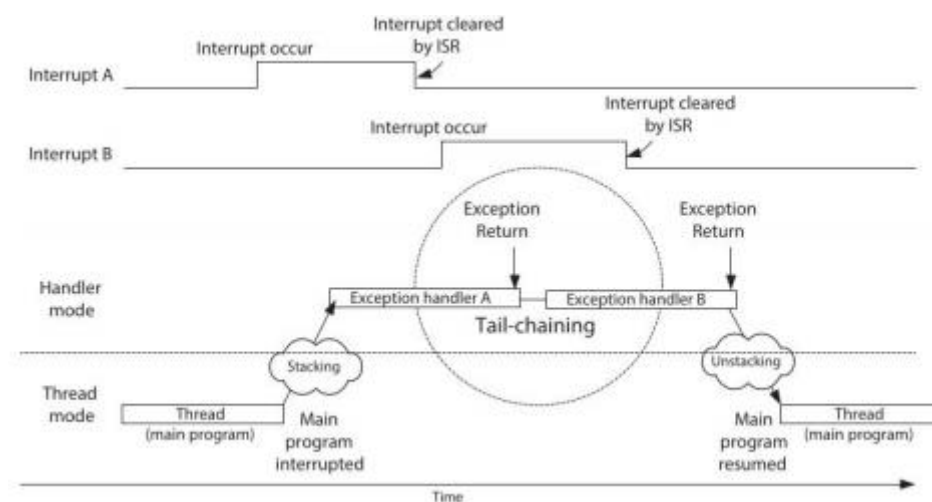 Interrupt cleared
by ISR
Interrupt occur
Interrupt A
Interrupt cleared
by ISR
Interrupt occur
Interrupt B
Exception
Return
Exception
Return
Handler
mode
Exception handler A
Exception handler B
Tail-chaining
Stacking
Unstacking
Thread
mode
Thread
(main program)
Main
program
interrupted
Main
program
resumed
Thread
(main program)
Time